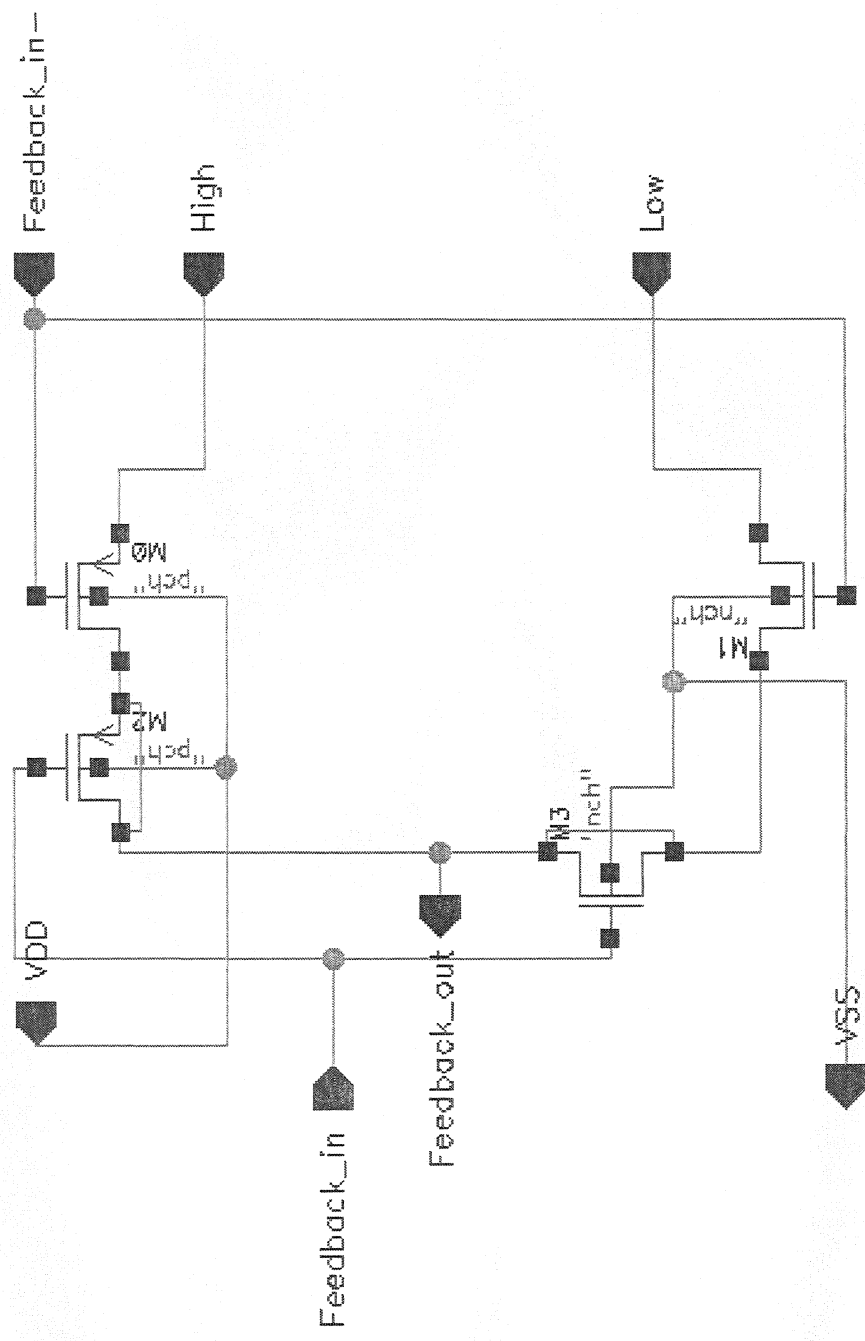 Feedback_in-
High
Low
M0
"pch"
M2
"pch"
"nch"
M1
M3
"nch"
VDD
Feedback_out
VSS
Feedback_in